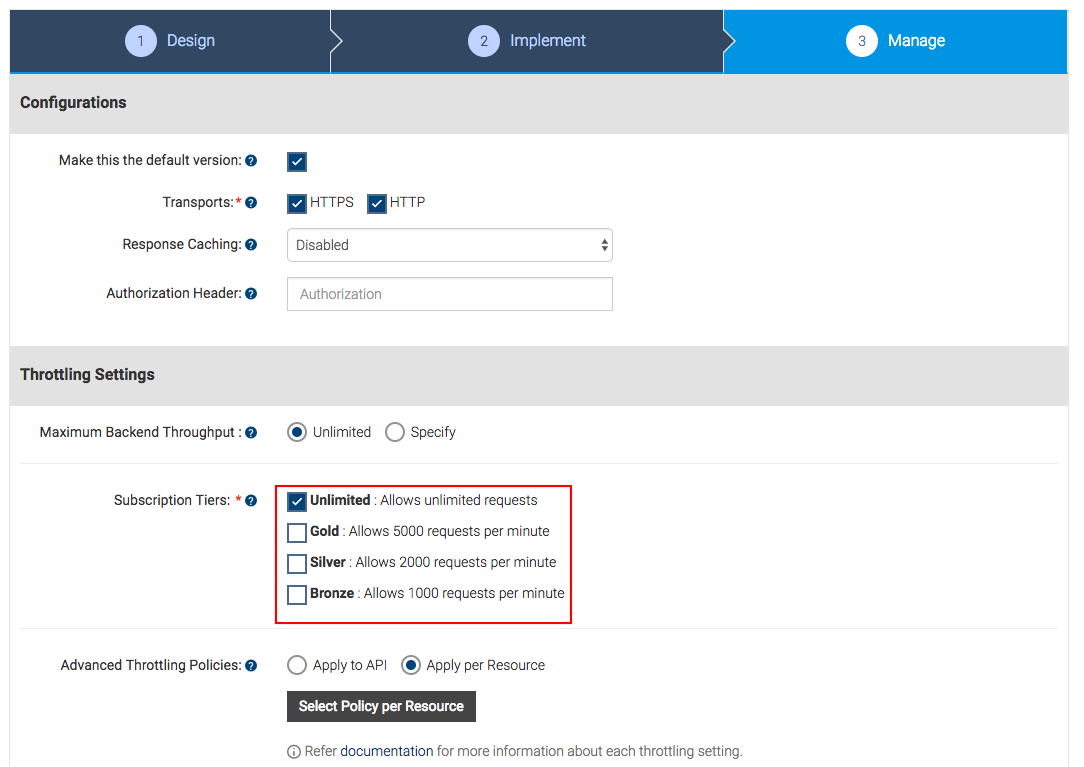 1 Design 2 Implement 3 Manage
Configurations
Make this the default version: ?
Transports:* ? HTTPS HTTP
Response Caching: ? Disabled
Authorization Header: ? Authorization
Throttling Settings
Maximum Backend Throughput : ? Unlimited Specify
Subscription Tiers: * ? Unlimited : Allows unlimited requests
Gold : Allows 5000 requests per minute
Silver : Allows 2000 requests per minute
Bronze : Allows 1000 requests per minute
Advanced Throttling Policies: ? Apply to API Apply per Resource
Select Policy per Resource
Refer documentation for more information about each throttling setting.